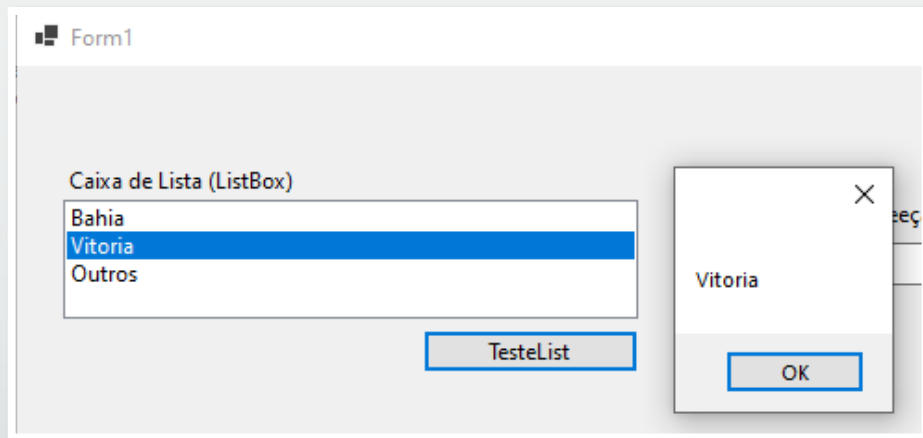 Form1
Caixa de Lista (ListBox)
Bahia
Vitoria
Outros
TesteList
Vitoria
OK